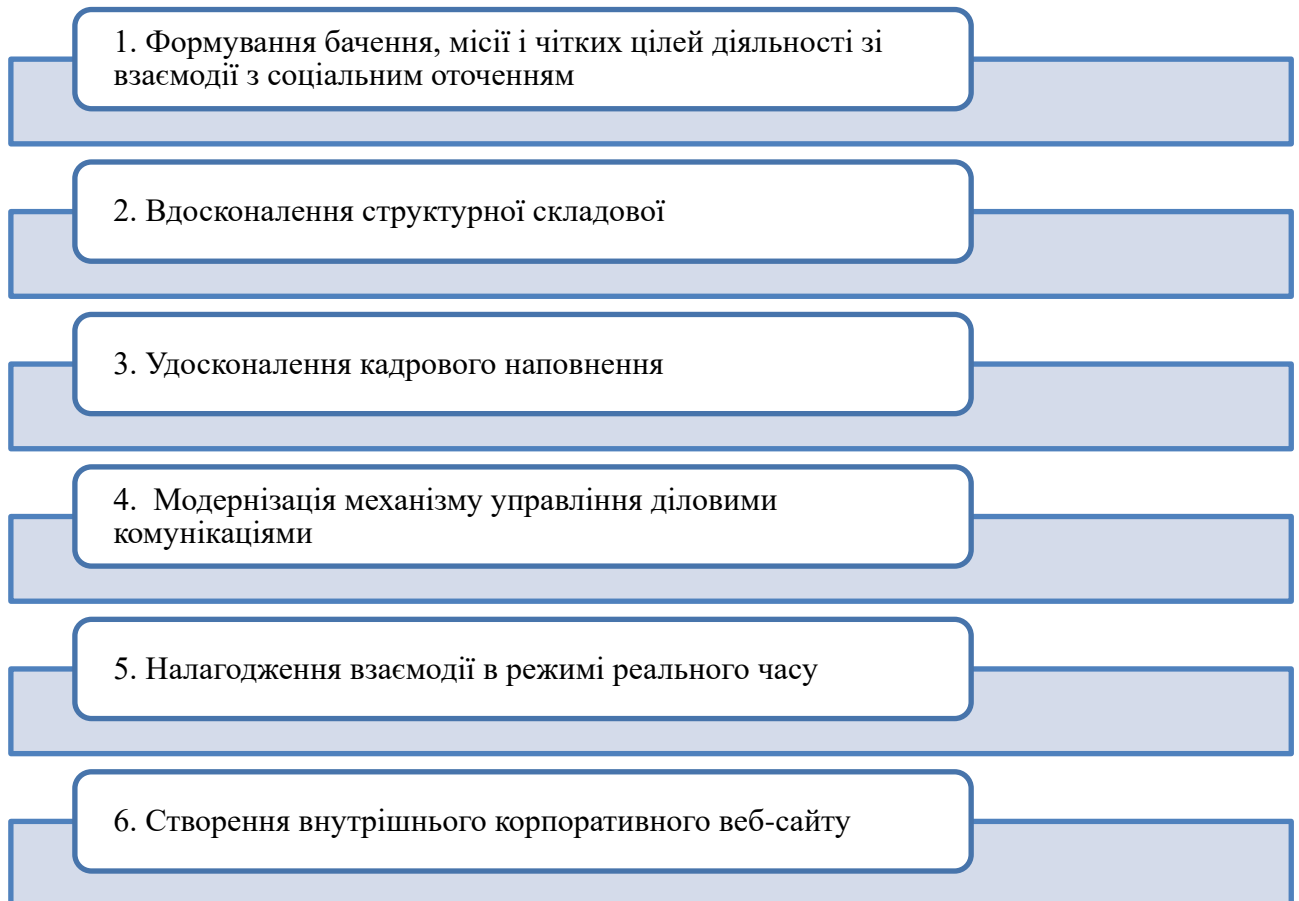 1. Формування бачення, місії і чітких цілей діяльності зі
взаємодії з соціальним оточенням
2. Вдосконалення структурної складової
3. Удосконалення кадрового наповнення
4.  Модернізація механізму управління діловими
комунікаціями
5. Налагодження взаємодії в режимі реального часу
6. Створення внутрішнього корпоративного веб-сайту